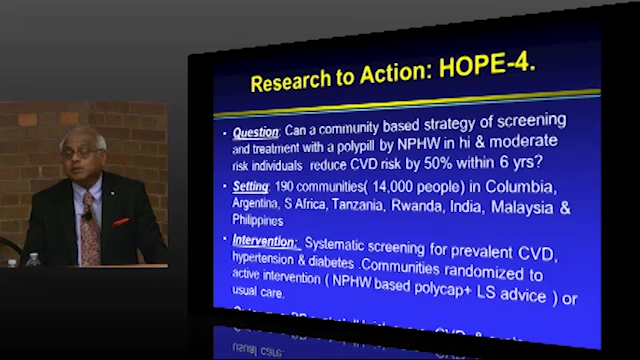 Research to Action: HOPE-4.
• Question: Can a community based strategy of screening
and treatment with a polypill by NPHW in hi & moderate
risk individuals reduce CVD risk by 50% within 6 yrs?
• Setting: 190 communities( 14,000 people) in Columbia,
Argentina, S Africa, Tanzania, Rwanda, India, Malaysia &
Philippines
• Intervention: Systematic screening for prevalent CVD,
hypertension & diabetes .Communities randomized to
active intervention ( NPHW based polycap+ LS advice ) or
usual care.